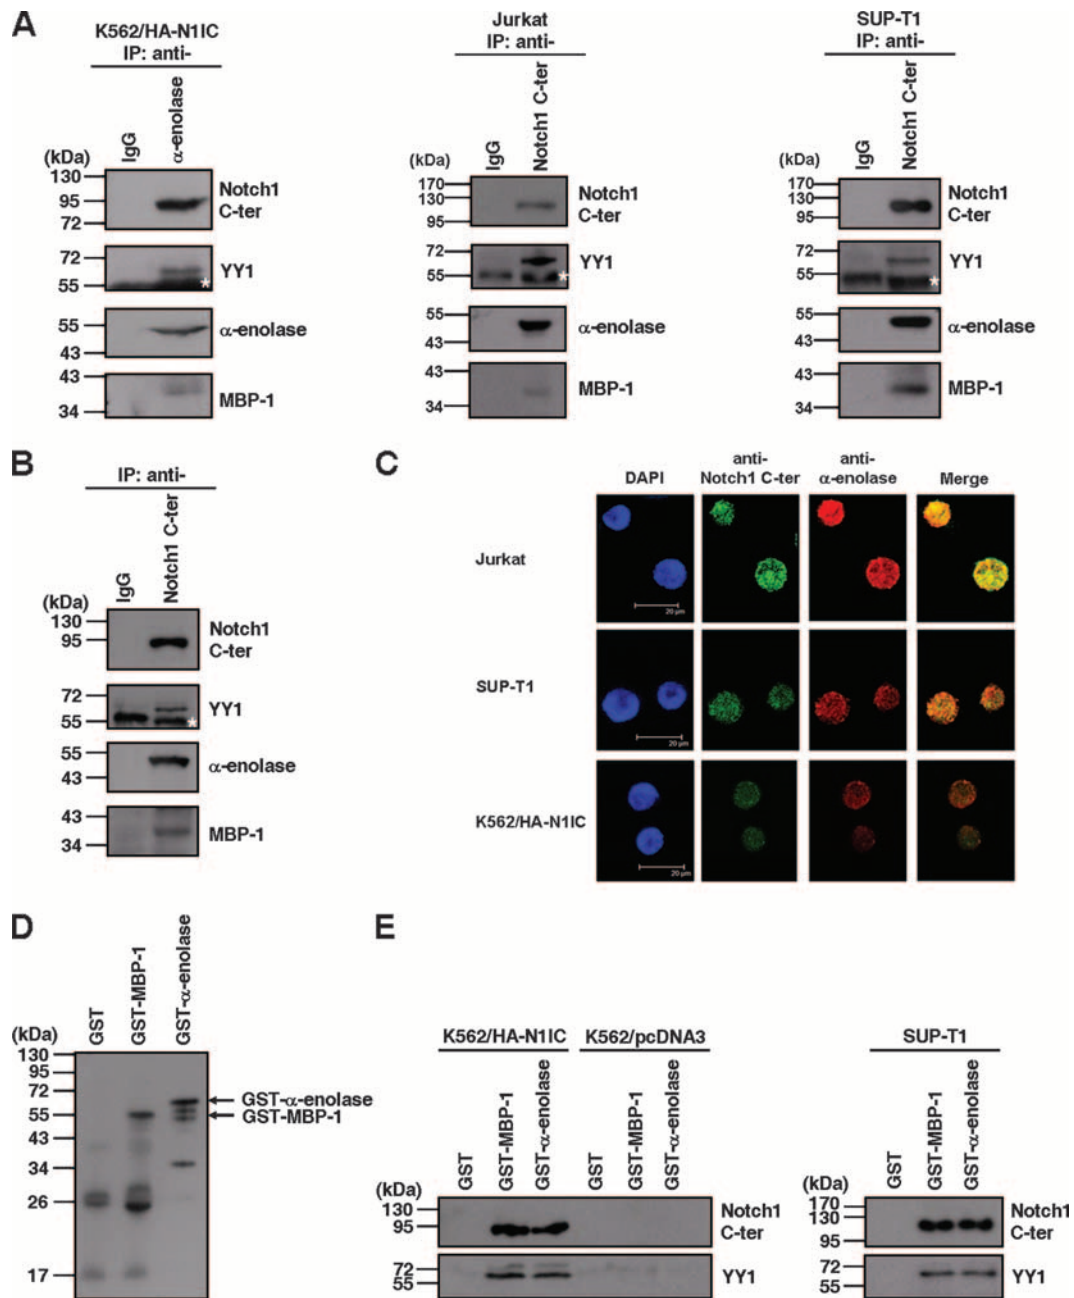 A
K562/HA-N1IC
IP: anti-
IgG
α-enolase
(kDa)
130
95
72
Notch1
C-ter
72
55
YY1
*
55
43
α-enolase
43
34
MBP-1
Jurkat
IP: anti-
IgG
Notch1 C-ter
(kDa)
170
130
95
Notch1
C-ter
72
55
YY1
*
55
43
α-enolase
43
34
MBP-1
SUP-T1
IP: anti-
IgG
Notch1 C-ter
(kDa)
170
130
95
Notch1
C-ter
72
55
YY1
*
55
43
α-enolase
43
34
MBP-1
B
IP: anti-
IgG
Notch1 C-ter
(kDa)
130
95
Notch1
C-ter
72
55
YY1
*
55
43
α-enolase
43
34
MBP-1
C
DAPI
anti-
Notch1 C-ter
anti-
α-enolase
Merge
Jurkat
20 µm
SUP-T1
20 µm
K562/HA-N1IC
20 µm
D
GST
GST-MBP-1
GST-α-enolase
(kDa)
130
95
72
55
43
34
26
17
GST-α-enolase
GST-MBP-1
E
K562/HA-N1IC
K562/pcDNA3
GST
GST-MBP-1
GST-α-enolase
GST
GST-MBP-1
GST-α-enolase
(kDa)
130
95
Notch1
C-ter
72
55
YY1
SUP-T1
GST
GST-MBP-1
GST-α-enolase
(kDa)
170
130
95
Notch1
C-ter
72
55
YY1